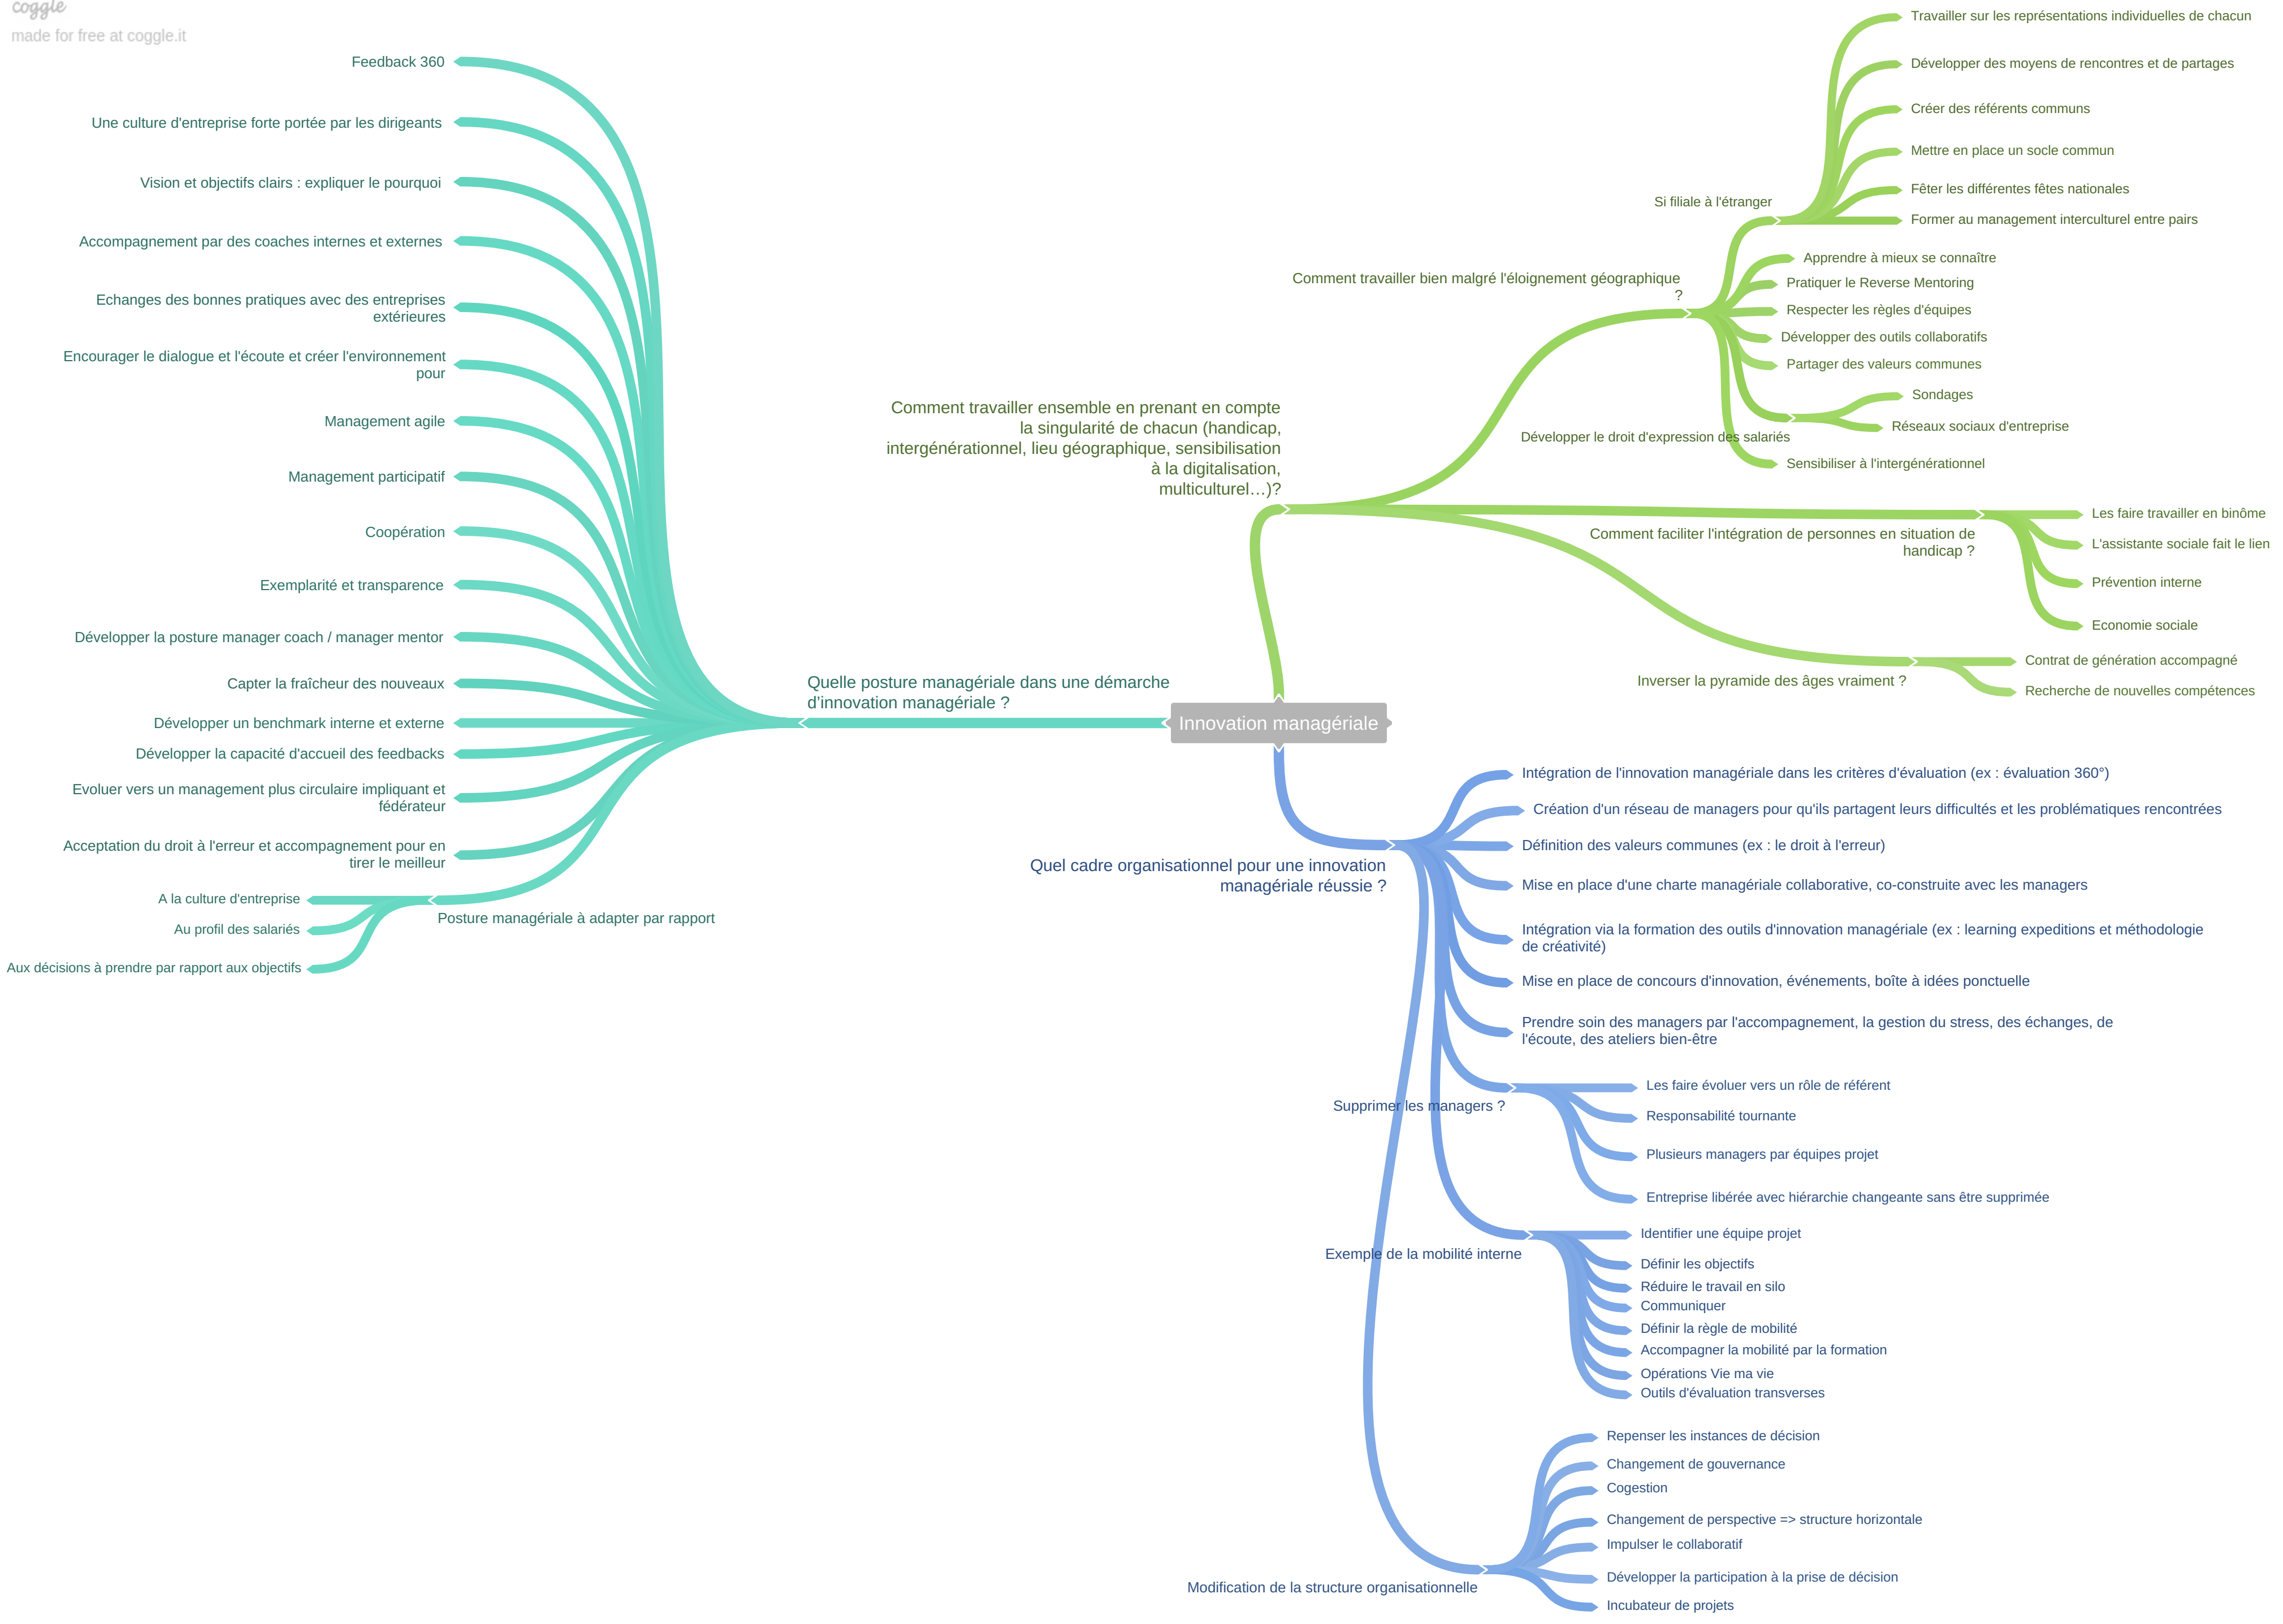 coggle
made for free at coggle.it
Feedback 360
Une culture d'entreprise forte portée par les dirigeants
Vision et objectifs clairs : expliquer le pourquoi
Accompagnement par des coaches internes et externes
Echanges des bonnes pratiques avec des entreprises
extérieures
Encourager le dialogue et l'écoute et créer l'environnement
pour
Management agile
Management participatif
Coopération
Exemplarité et transparence
Développer la posture manager coach / manager mentor
Capter la fraîcheur des nouveaux
Développer un benchmark interne et externe
Développer la capacité d'accueil des feedbacks
Evoluer vers un management plus circulaire impliquant et
fédérateur
Acceptation du droit à l'erreur et accompagnement pour en
tirer le meilleur
A la culture d'entreprise
Au profil des salariés
Aux décisions à prendre par rapport aux objectifs
Posture managériale à adapter par rapport
Quelle posture managériale dans une démarche
d’innovation managériale ?
Innovation managériale
Comment travailler ensemble en prenant en compte
la singularité de chacun (handicap,
intergénérationnel, lieu géographique, sensibilisation
à la digitalisation,
multiculturel…)?
Comment travailler bien malgré l'éloignement géographique
?
Si filiale à l'étranger
Travailler sur les représentations individuelles de chacun
Développer des moyens de rencontres et de partages
Créer des référents communs
Mettre en place un socle commun
Fêter les différentes fêtes nationales
Former au management interculturel entre pairs
Apprendre à mieux se connaître
Pratiquer le Reverse Mentoring
Respecter les règles d'équipes
Développer des outils collaboratifs
Partager des valeurs communes
Développer le droit d'expression des salariés
Sondages
Réseaux sociaux d'entreprise
Sensibiliser à l'intergénérationnel
Comment faciliter l'intégration de personnes en situation de
handicap ?
Les faire travailler en binôme
L'assistante sociale fait le lien
Prévention interne
Economie sociale
Inverser la pyramide des âges vraiment ?
Contrat de génération accompagné
Recherche de nouvelles compétences
Quel cadre organisationnel pour une innovation
managériale réussie ?
Intégration de l'innovation managériale dans les critères d'évaluation (ex : évaluation 360°)
Création d'un réseau de managers pour qu'ils partagent leurs difficultés et les problématiques rencontrées
Définition des valeurs communes (ex : le droit à l'erreur)
Mise en place d'une charte managériale collaborative, co-construite avec les managers
Intégration via la formation des outils d'innovation managériale (ex : learning expeditions et méthodologie
de créativité)
Mise en place de concours d'innovation, événements, boîte à idées ponctuelle
Prendre soin des managers par l'accompagnement, la gestion du stress, des échanges, de
l'écoute, des ateliers bien-être
Supprimer les managers ?
Les faire évoluer vers un rôle de référent
Responsabilité tournante
Plusieurs managers par équipes projet
Entreprise libérée avec hiérarchie changeante sans être supprimée
Exemple de la mobilité interne
Identifier une équipe projet
Définir les objectifs
Réduire le travail en silo
Communiquer
Définir la règle de mobilité
Accompagner la mobilité par la formation
Opérations Vie ma vie
Outils d'évaluation transverses
Modification de la structure organisationnelle
Repenser les instances de décision
Changement de gouvernance
Cogestion
Changement de perspective => structure horizontale
Impulser le collaboratif
Développer la participation à la prise de décision
Incubateur de projets